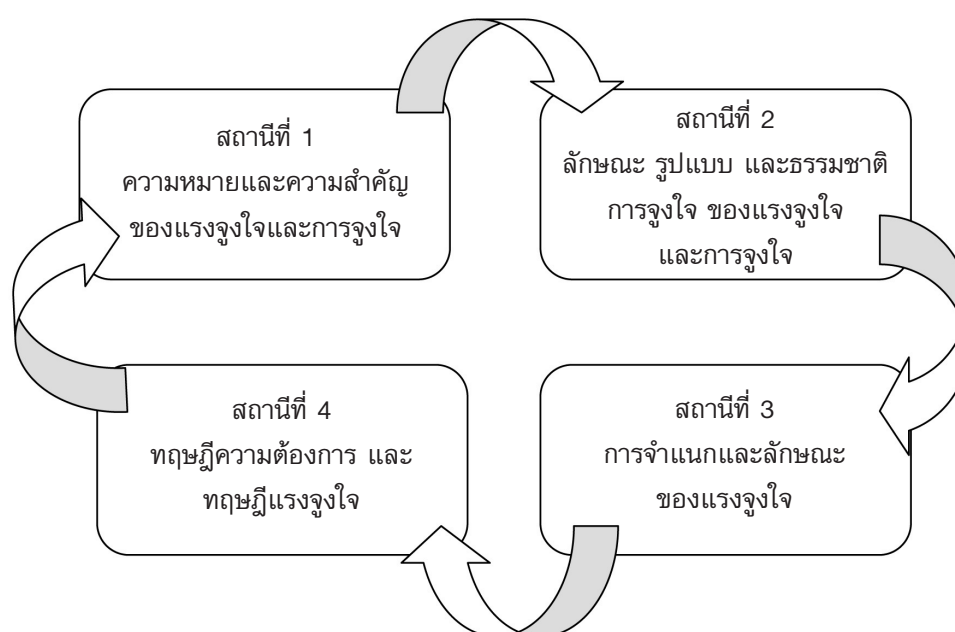 สถานีที่ 1
ความหมายและความสำคัญ
ของแรงจูงใจและการจูงใจ
สถานีที่ 2
ลักษณะ รูปแบบ และธรรมชาติ
การจูงใจ ของแรงจูงใจ
และการจูงใจ
สถานีที่ 3
การจำแนกและลักษณะ
ของแรงจูงใจ
สถานีที่ 4
ทฤษฎีความต้องการ และ
ทฤษฎีแรงจูงใจ